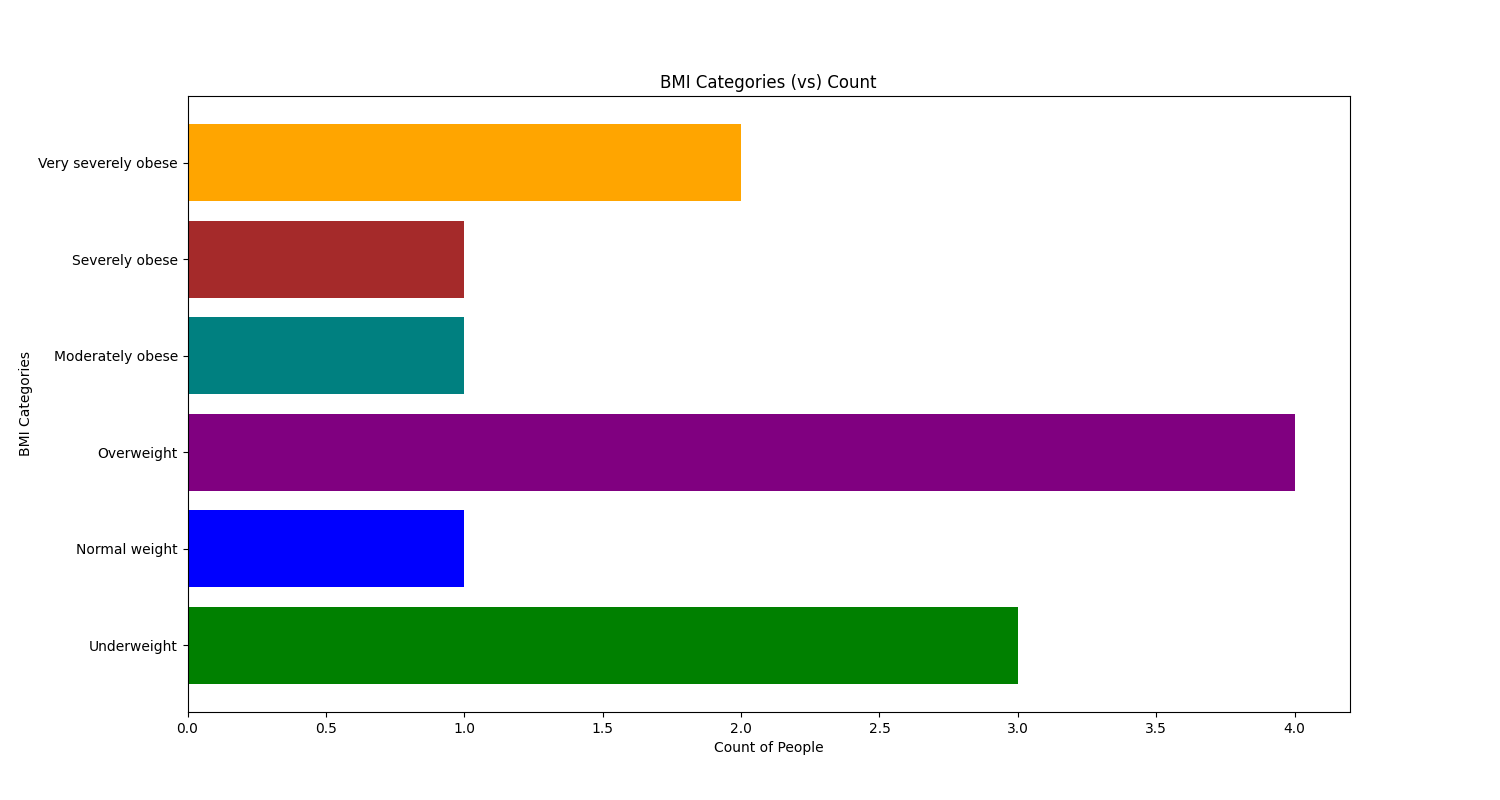 BMI Categories (vs) Count
Very severely obese
Severely obese
Moderately obese
Overweight
Normal weight
Underweight
BMI Categories
0.0 0.5 1.0 1.5 2.0 2.5 3.0 3.5 4.0
Count of People